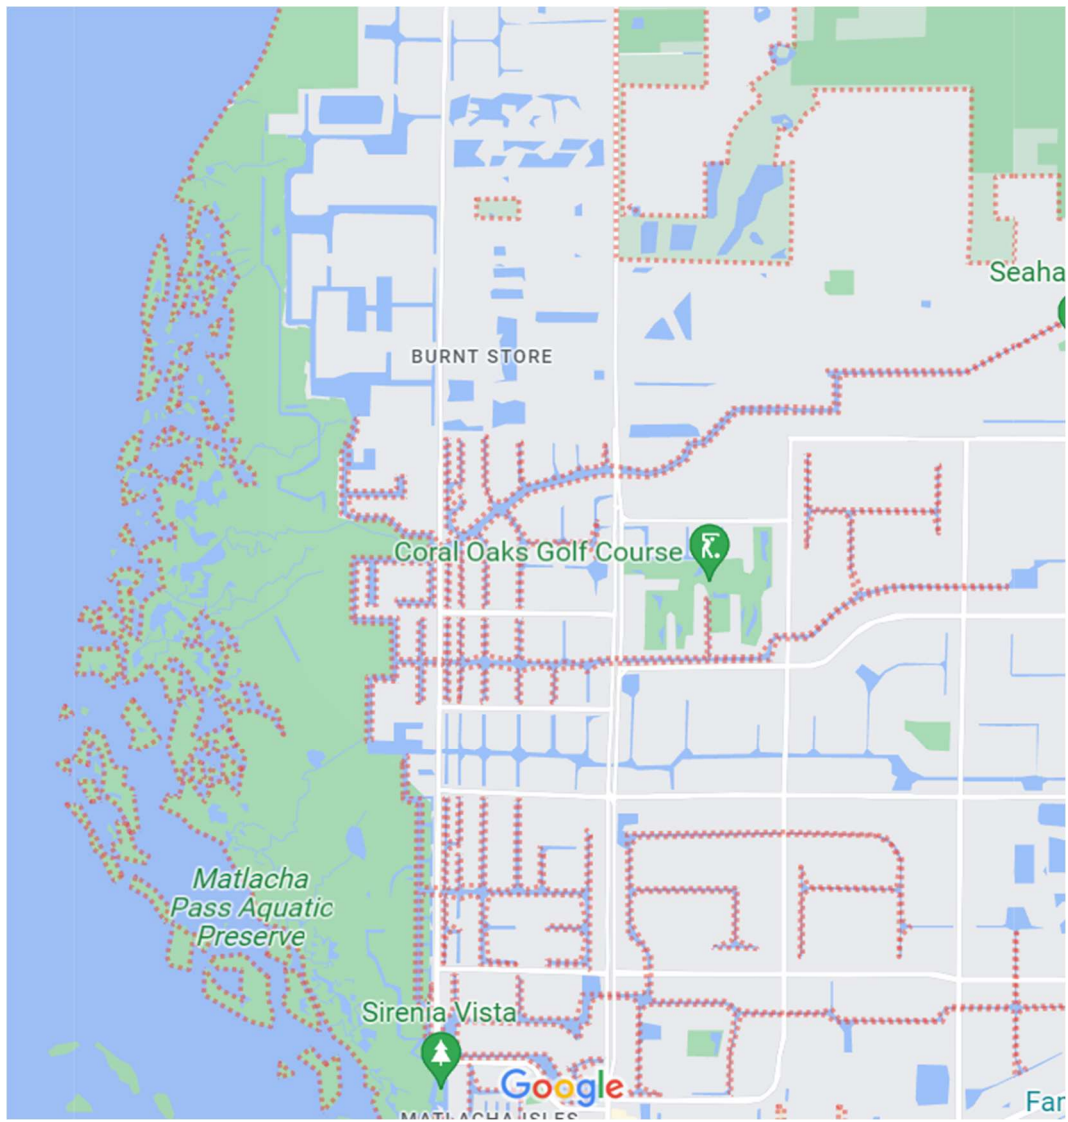 Seaha
BURNT STORE
Coral Oaks Golf Course
Matlacha
Pass Aquatic
Preserve
Sirenia Vista
Google
MATLACHA ISLES
Far